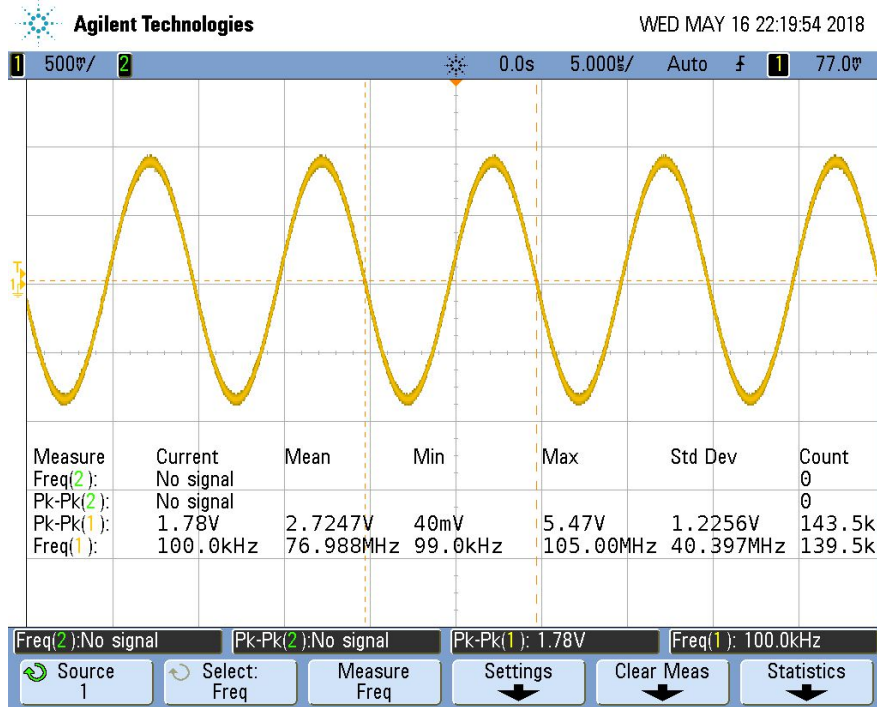 Agilent Technologies WED MAY 16 22:19:54 2018
1 500mV/ 2 0.0s 5.000µs/ Auto 1 77.0mV
T
1
Measure Current Mean Min Max Std Dev Count
Freq(2): No signal 0
Pk-Pk(2): No signal 0
Pk-Pk(1): 1.78V 2.7247V 40mV 5.47V 1.2256V 143.5k
Freq(1): 100.0kHz 76.988MHz 99.0kHz 105.00MHz 40.397MHz 139.5k
Freq(2):No signal Pk-Pk(2):No signal Pk-Pk(1): 1.78V Freq(1): 100.0kHz
Source Select: Measure Settings Clear Meas Statistics
1 Freq Freq